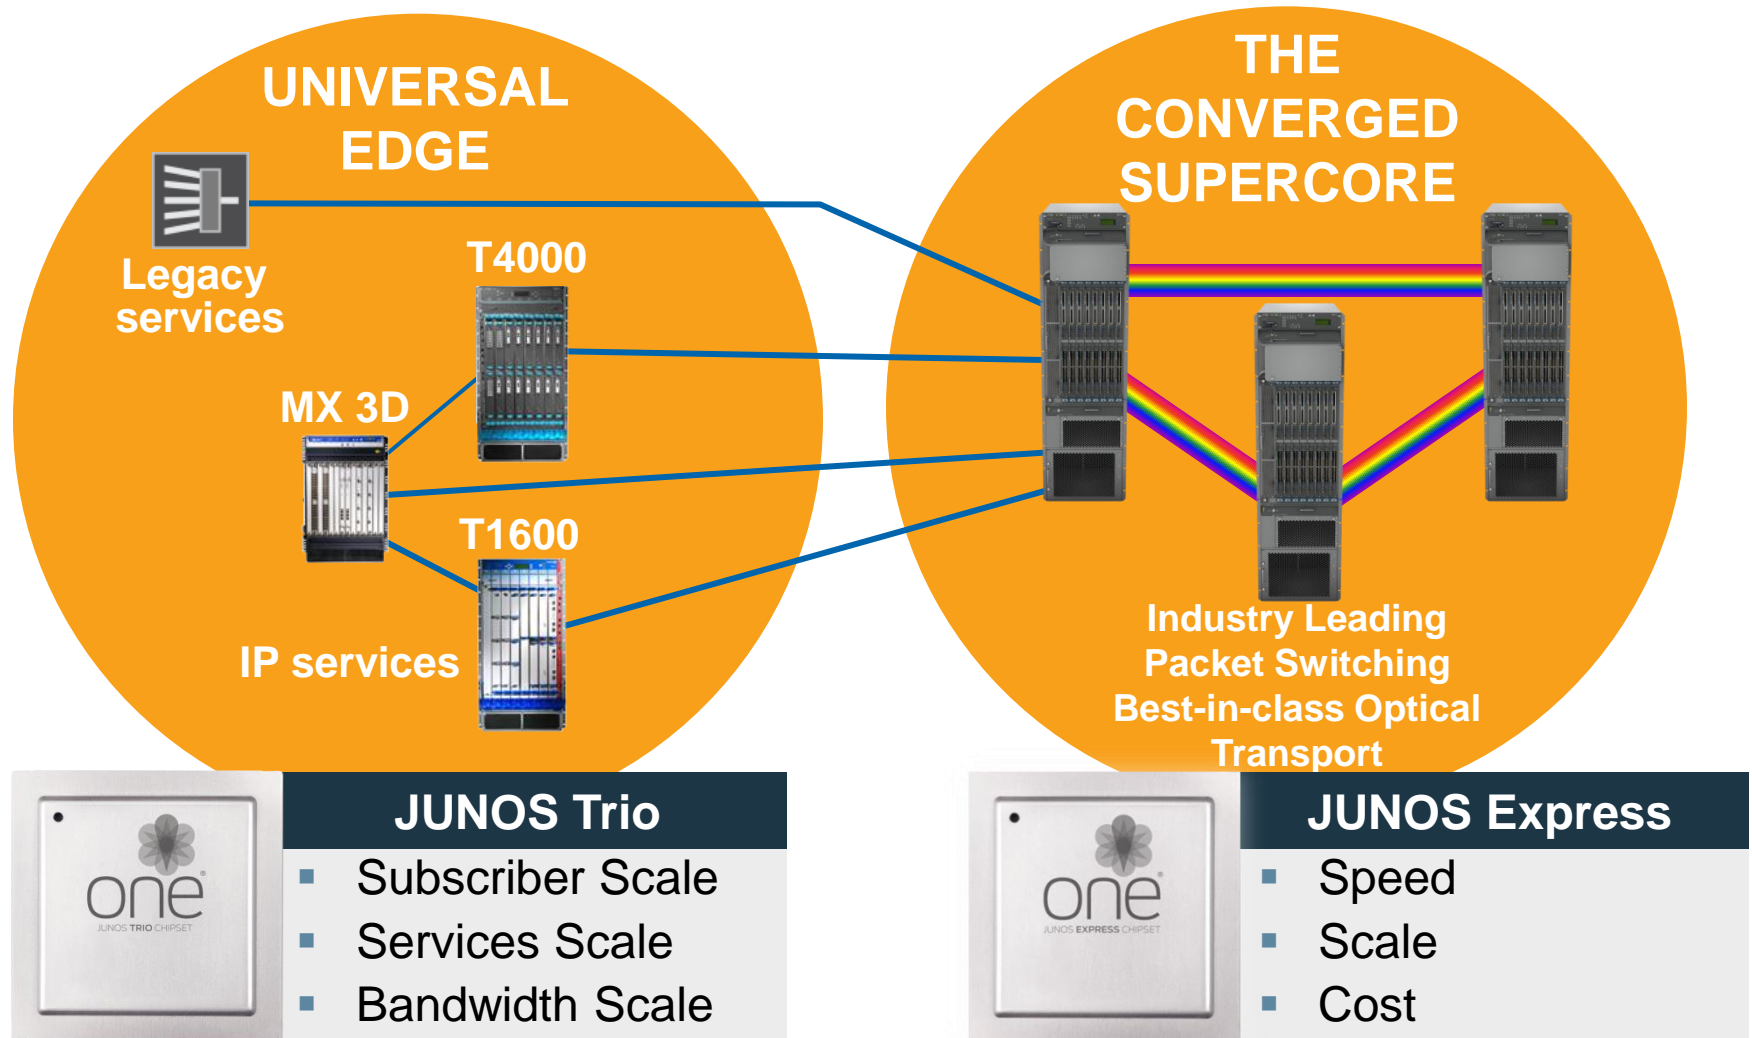 UNIVERSAL
EDGE
Legacy
services
T4000
MX 3D
T1600
IP services
THE
CONVERGED
SUPERCORE
Industry Leading
Packet Switching
Best-in-class Optical
Transport
one®
JUNOS TRIO CHIPSET
JUNOS Trio
▪ Subscriber Scale
▪ Services Scale
▪ Bandwidth Scale
one®
JUNOS EXPRESS CHIPSET
JUNOS Express
▪ Speed
▪ Scale
▪ Cost